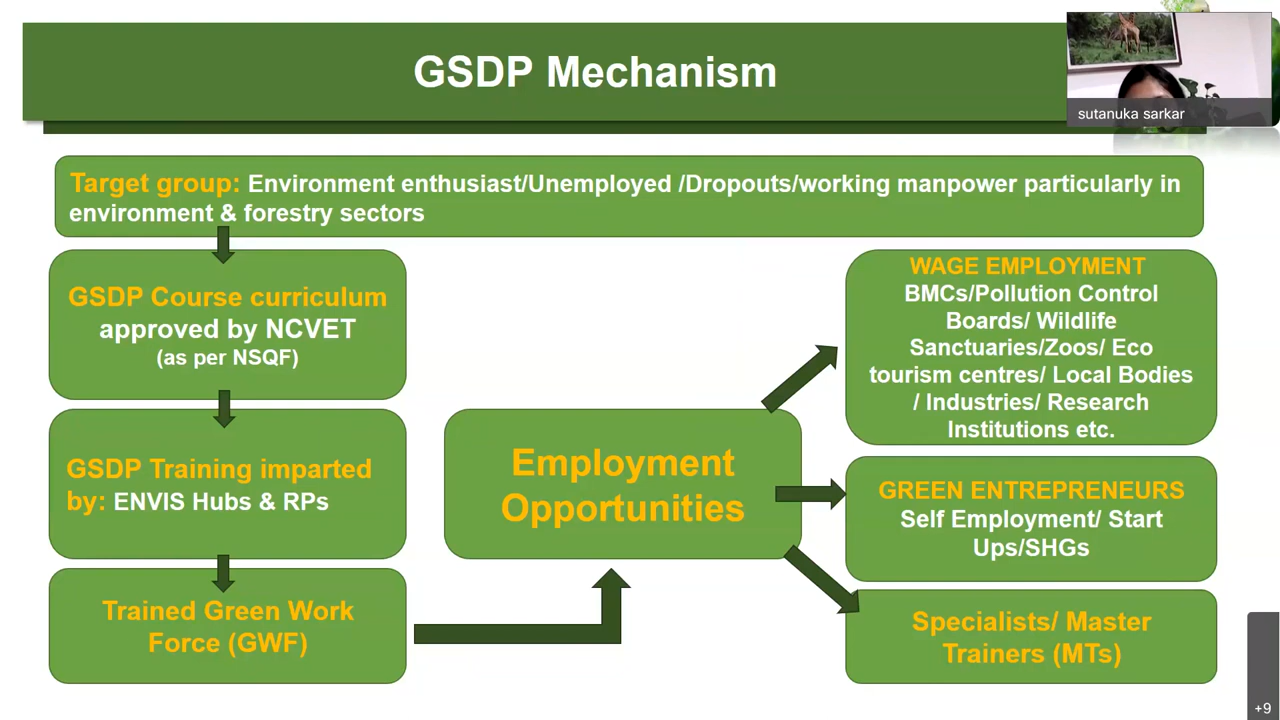 GSDP Mechanism
sutanuka sarkar
Target group: Environment enthusiast/Unemployed /Dropouts/working manpower particularly in
environment & forestry sectors
GSDP Course curriculum
approved by NCVET
(as per NSQF)
GSDP Training imparted
by: ENVIS Hubs & RPs
Trained Green Work
Force (GWF)
Employment
Opportunities
WAGE EMPLOYMENT
BMCs/Pollution Control
Boards/ Wildlife
Sanctuaries/Zoos/ Eco
tourism centres/ Local Bodies
/ Industries/ Research
Institutions etc.
GREEN ENTREPRENEURS
Self Employment/ Start
Ups/SHGs
Specialists/ Master
Trainers (MTs)
+9